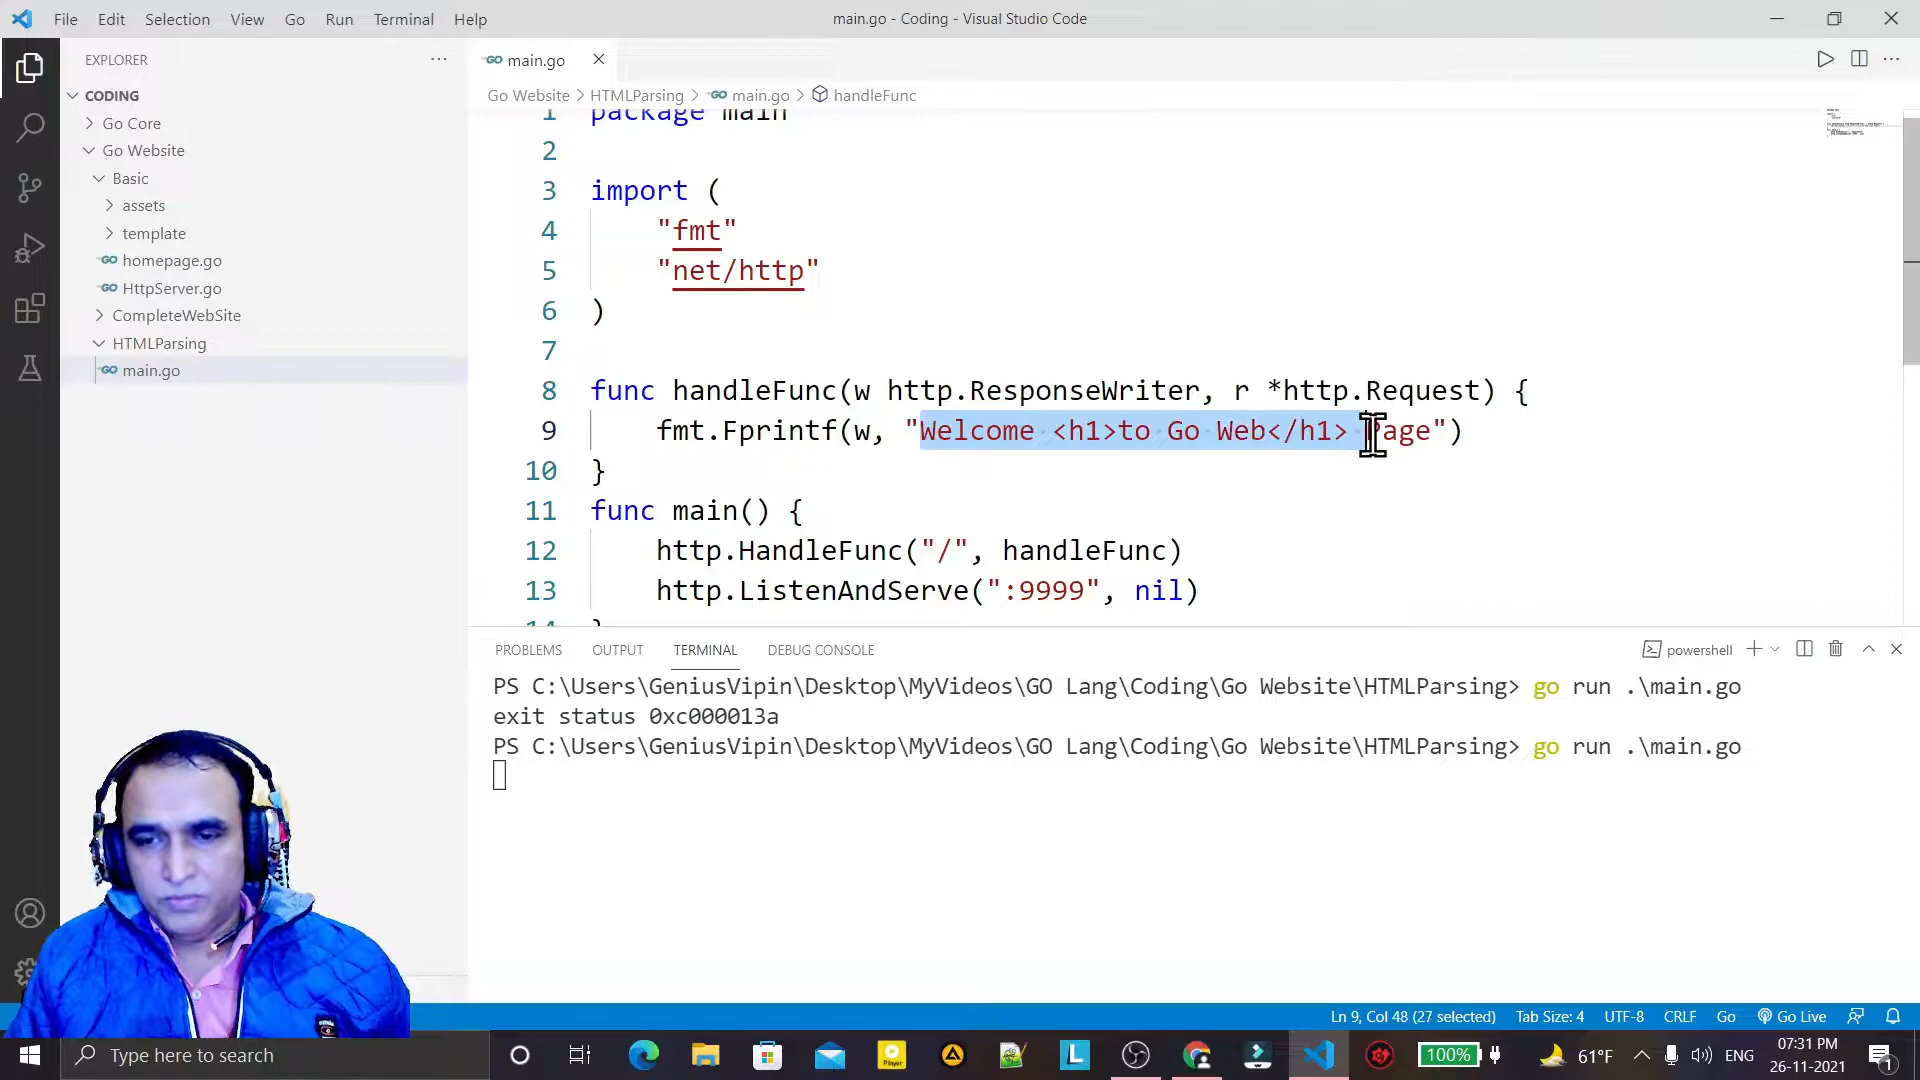 File Edit Selection View Go Run Terminal Help
main.go - Coding - Visual Studio Code
EXPLORER
CODING
Go Core
Go Website
Basic
assets
template
homepage.go
HttpServer.go
CompleteWebSite
HTMLParsing
main.go
main.go
Go Website > HTMLParsing > main.go > handleFunc
1 package main
2
3 import (
4 "fmt"
5 "net/http"
6 )
7
8 func handleFunc(w http.ResponseWriter, r *http.Request) {
9 fmt.Fprintf(w, "Welcome <h1>to Go Web</h1> Page")
10 }
11 func main() {
12 http.HandleFunc("/", handleFunc)
13 http.ListenAndServe(":9999", nil)
14 }
PROBLEMS OUTPUT TERMINAL DEBUG CONSOLE
powershell
PS C:\Users\GeniusVipin\Desktop\MyVideos\GO Lang\Coding\Go Website\HTMLParsing> go run .\main.go
exit status 0xc000013a
PS C:\Users\GeniusVipin\Desktop\MyVideos\GO Lang\Coding\Go Website\HTMLParsing> go run .\main.go
Ln 9, Col 48 (27 selected) Tab Size: 4 UTF-8 CRLF Go Go Live
Type here to search
100%
61°F
ENG
07:31 PM
26-11-2021
1